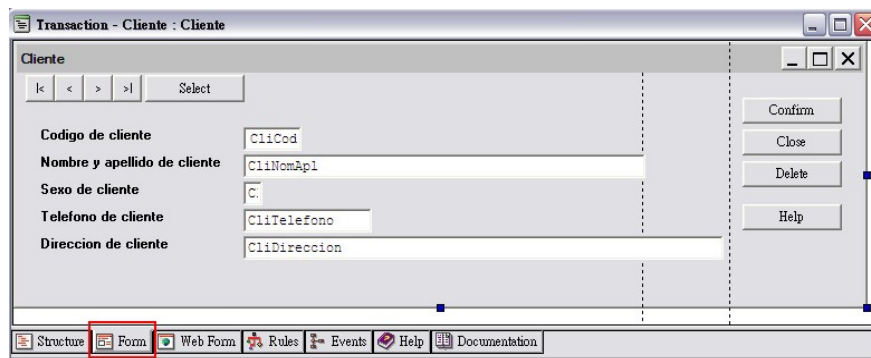 Transaction - Cliente : Cliente
Cliente
|< < > >| Select
Confirm
Codigo de cliente CliCod
Close
Nombre y apellido de cliente CliNomApl
Delete
Sexo de cliente C
Telefono de cliente CliTelefono
Help
Direccion de cliente CliDireccion
Structure Form Web Form Rules Events Help Documentation